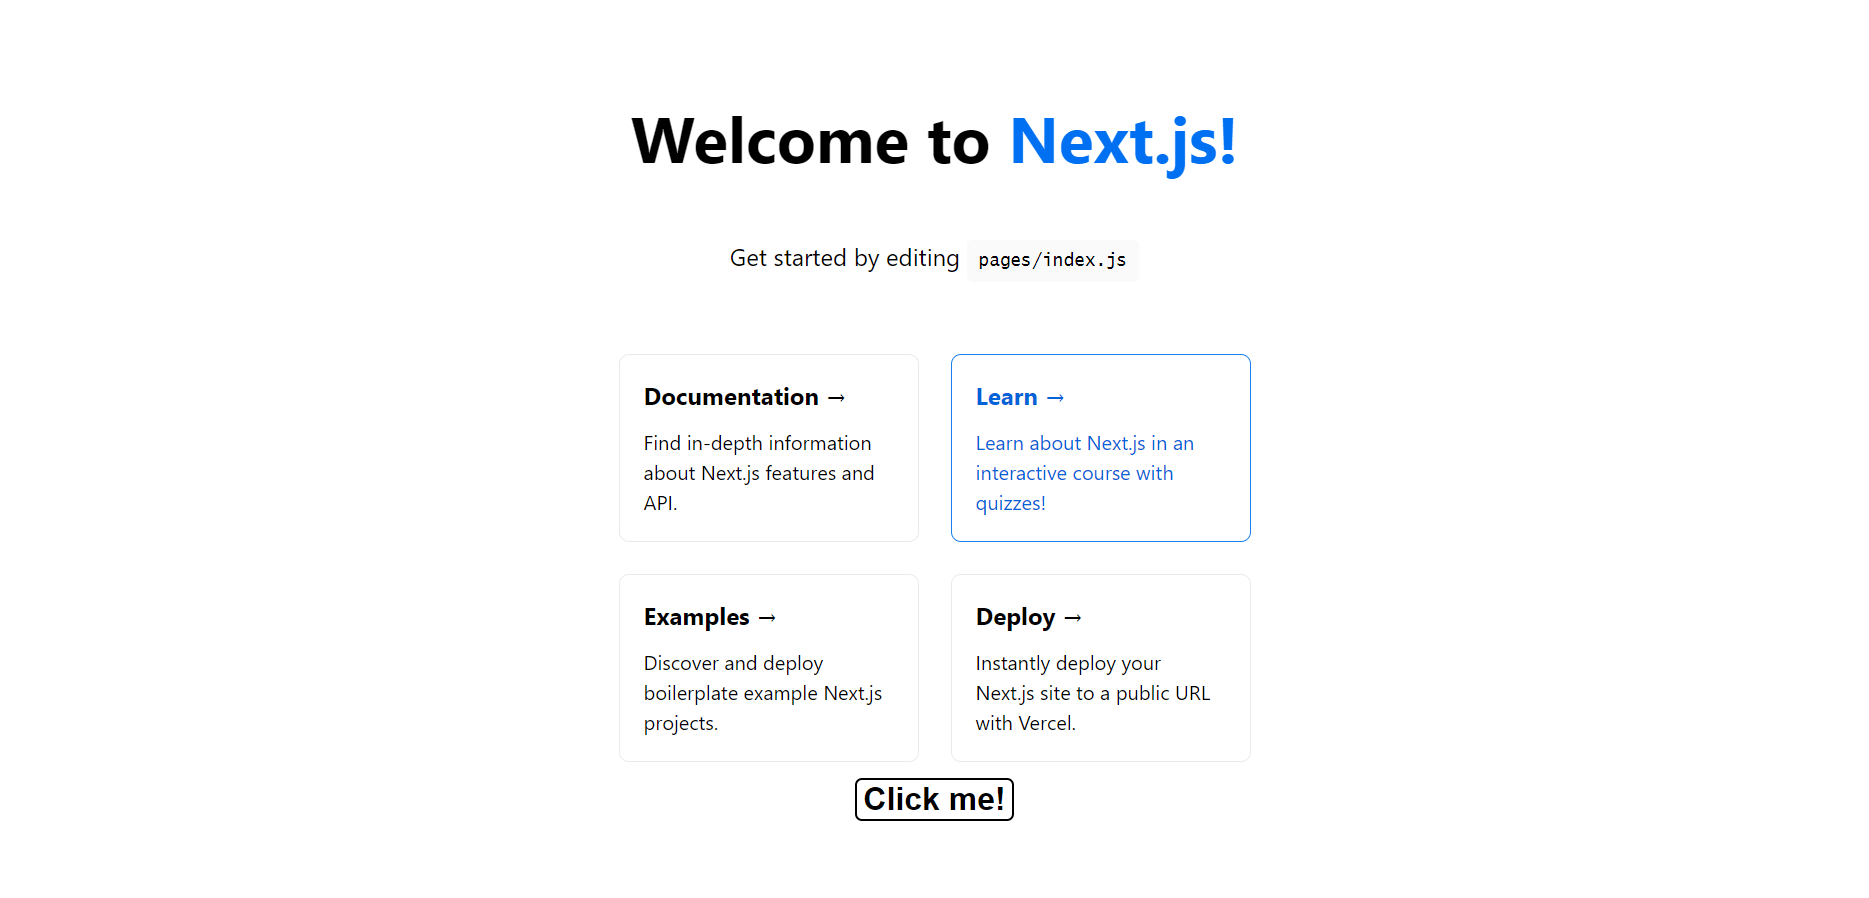 Welcome to Next.js!
Get started by editing pages/index.js
Documentation →
Find in-depth information
about Next.js features and
API.
Learn →
Learn about Next.js in an
interactive course with
quizzes!
Examples →
Discover and deploy
boilerplate example Next.js
projects.
Deploy →
Instantly deploy your
Next.js site to a public URL
with Vercel.
Click me!